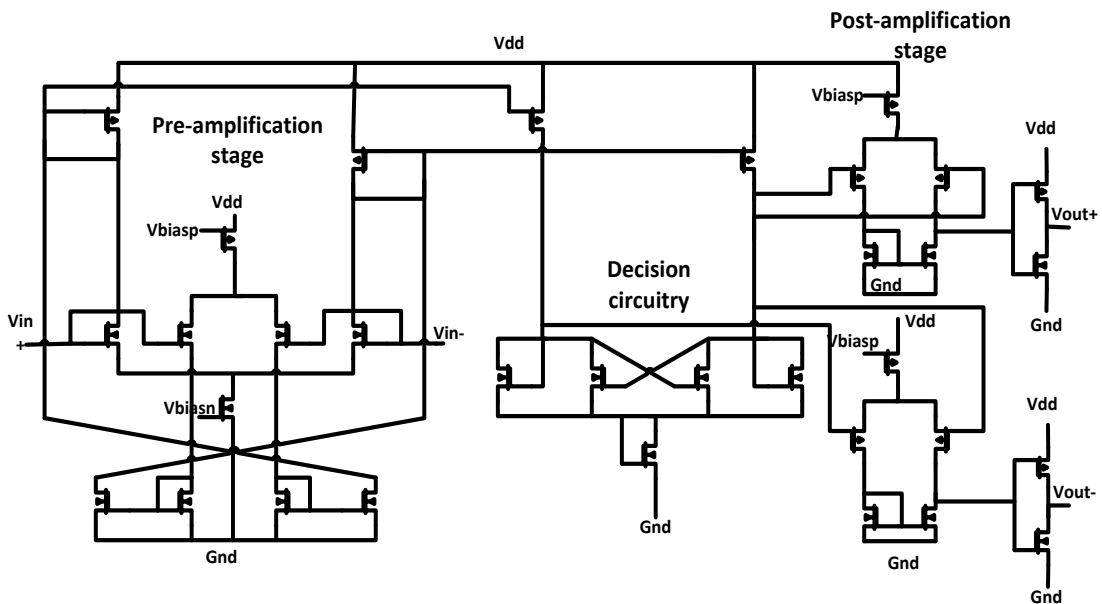 Post-amplification
stage
Vdd
Vbiasp
Pre-amplification
stage
Vdd
Vdd
Vbiasp
Vout+
Decision
circuitry
Gnd
Vin
+
Vin-
Vdd
Gnd
Vbiasp
Vbiasn
Vdd
Vout-
Gnd
Gnd
Gnd
Gnd